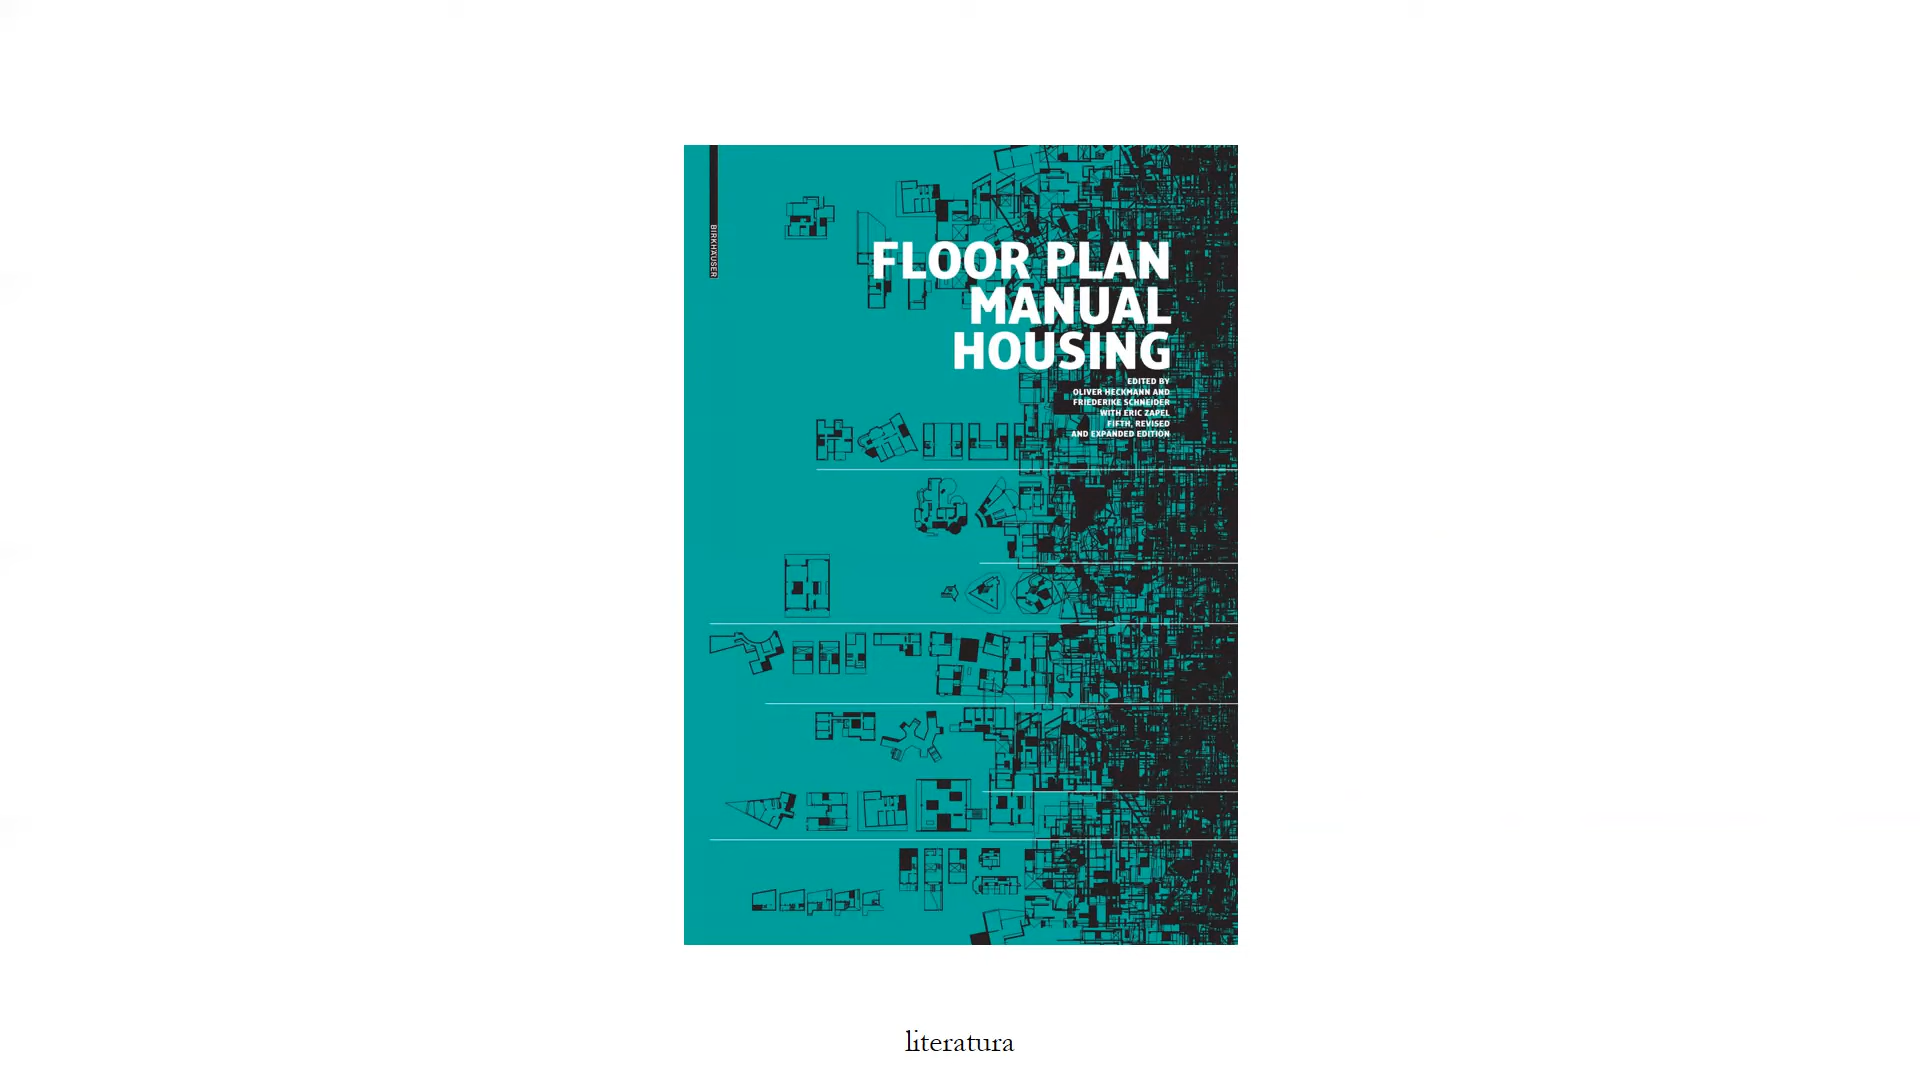 BIRKHÄUSER
FLOOR PLAN
MANUAL
HOUSING
EDITED BY
OLIVER HECKMANN AND
FRIEDERIKE SCHNEIDER
WITH ERIC ZAPEL
FIFTH, REVISED
AND EXPANDED EDITION
literatura